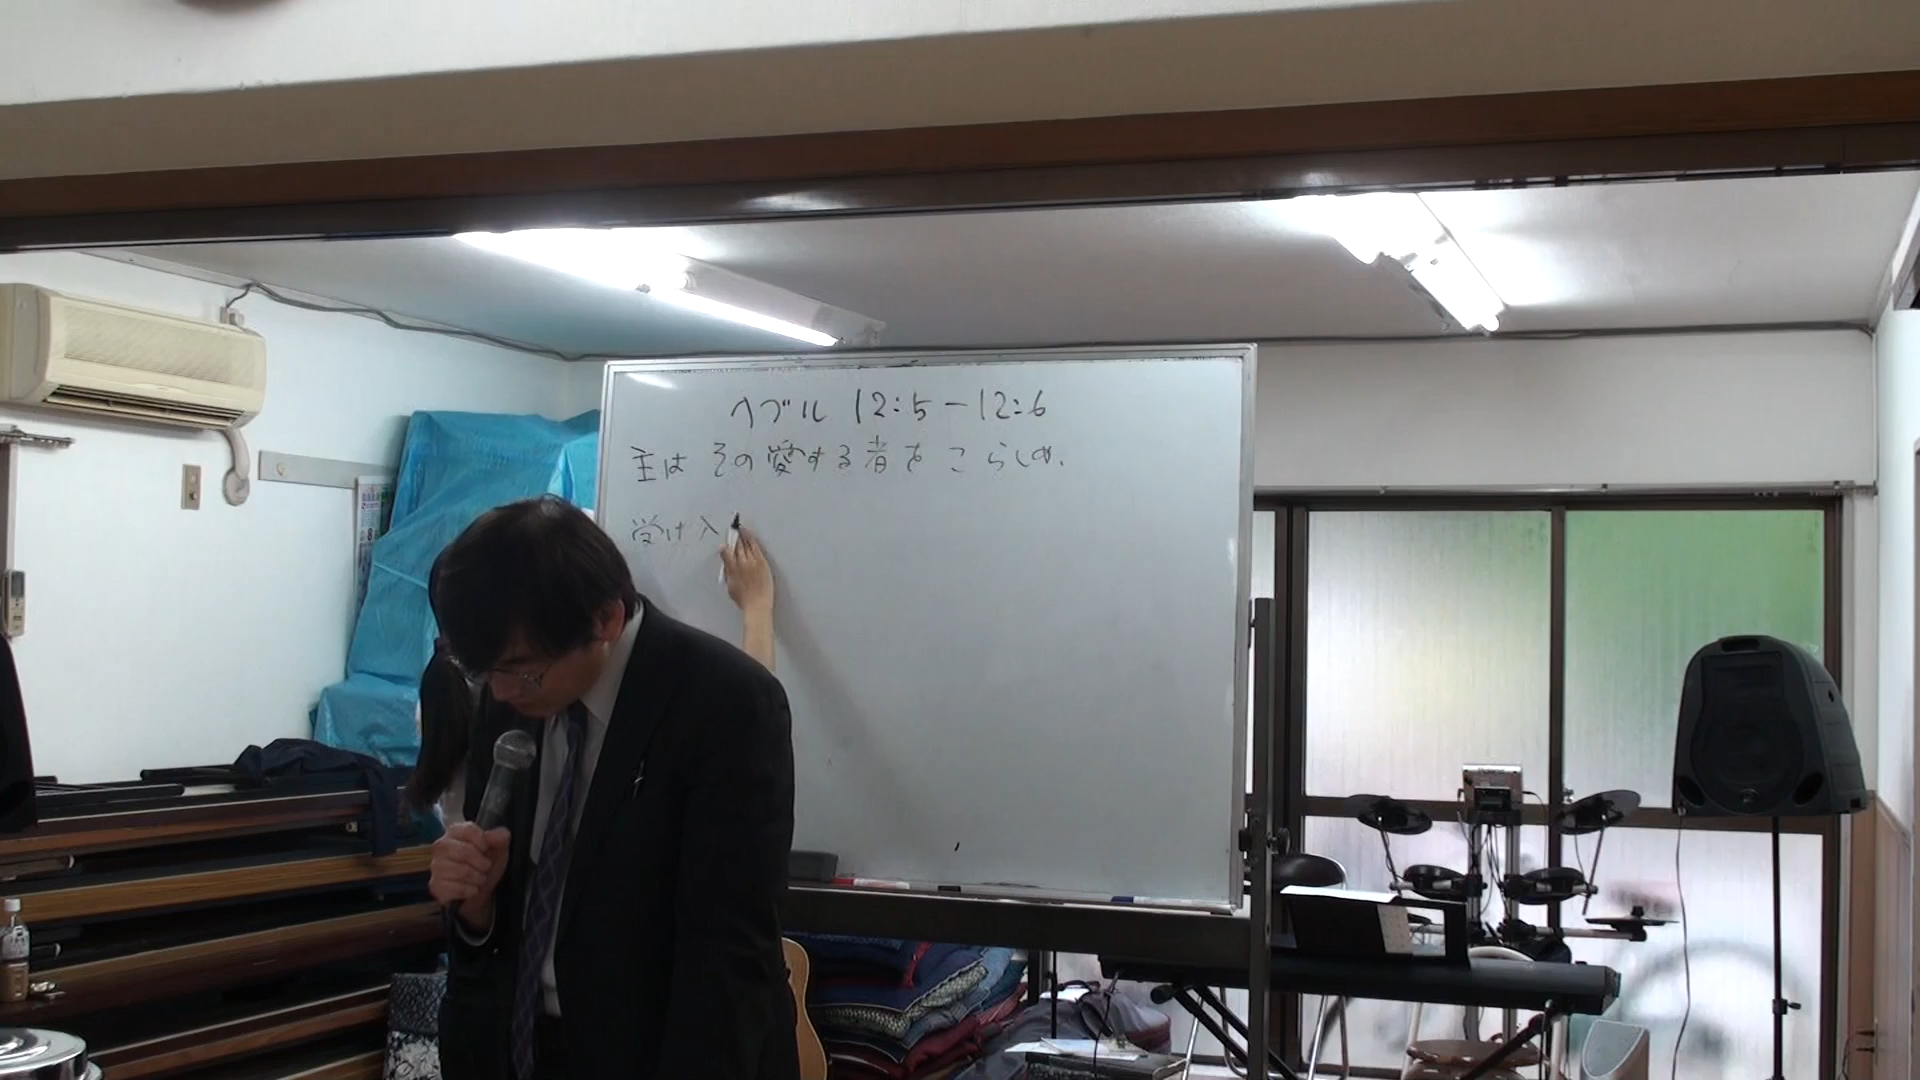 ヘブル 12:5-12:6
主は その愛する者を こらしめ、
受け入